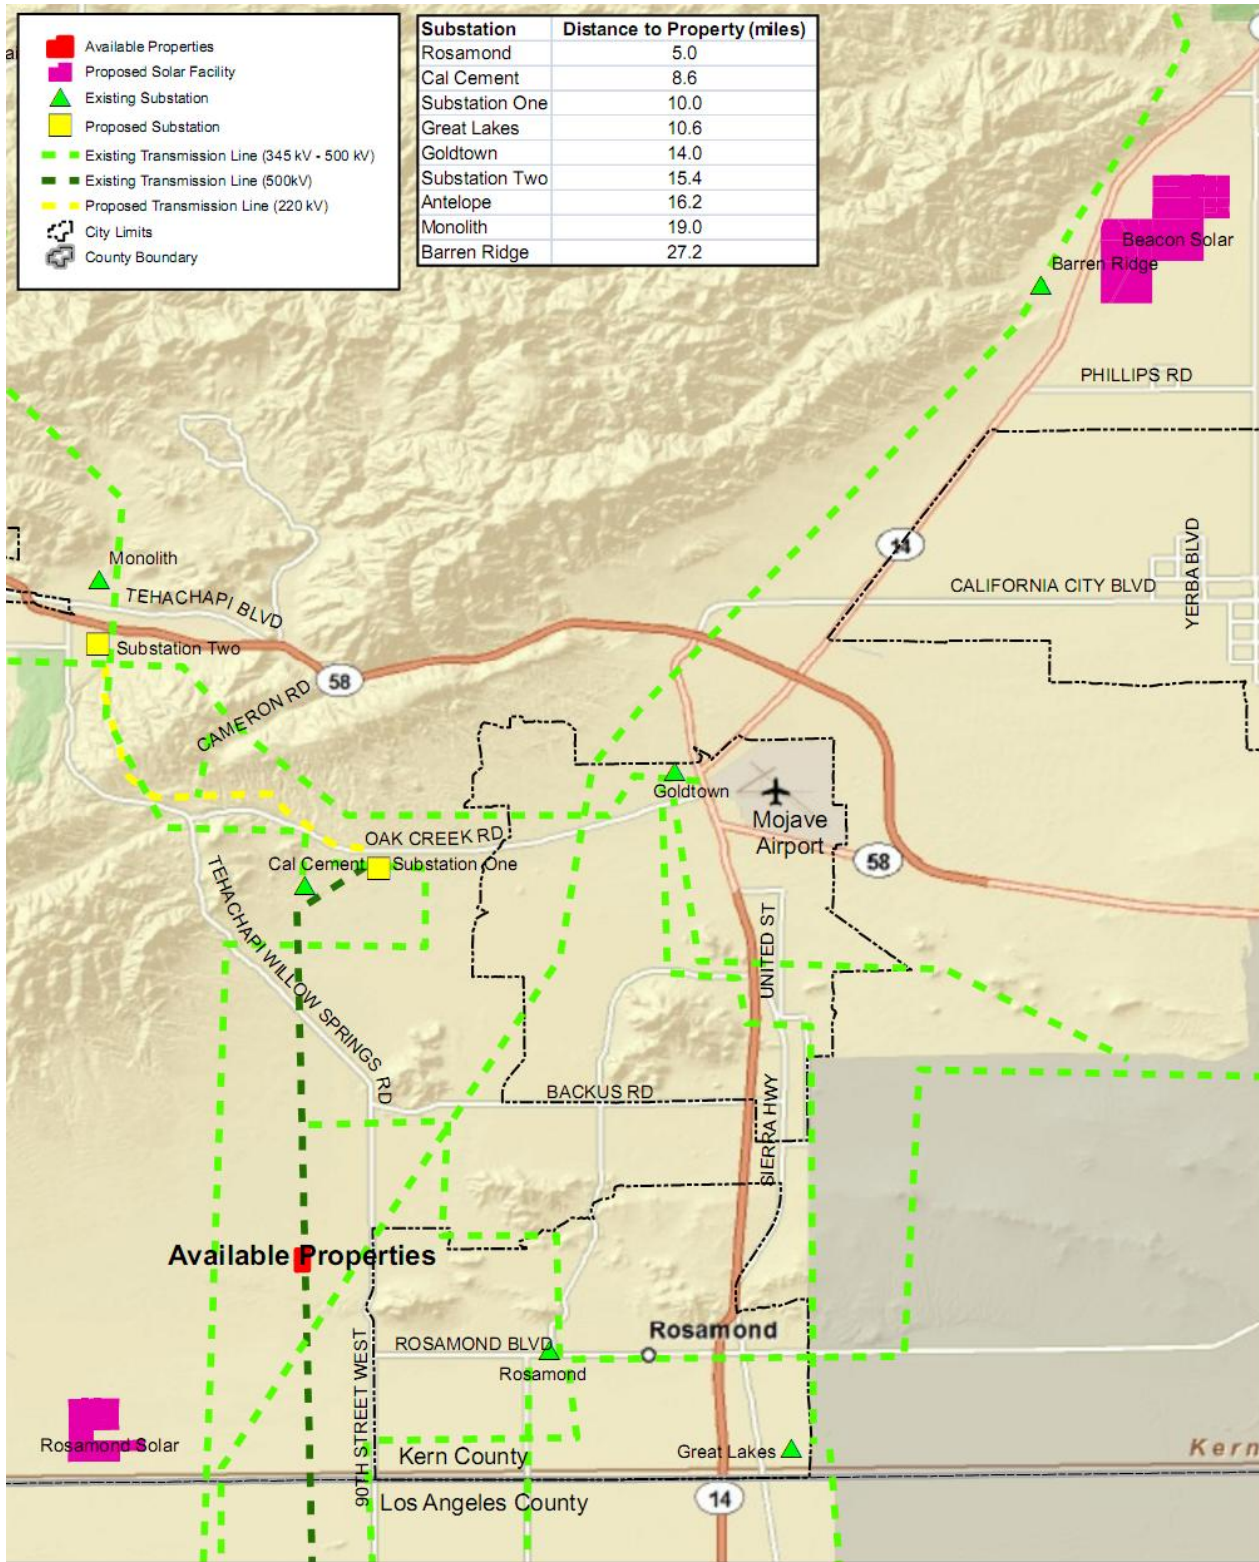 Available Properties
Proposed Solar Facility
Existing Substation
Proposed Substation
Existing Transmission Line (345 kV - 500 kV)
Existing Transmission Line (500kV)
Proposed Transmission Line (220 kV)
City Limits
County Boundary
Substation Distance to Property (miles)
Rosamond 5.0
Cal Cement 8.6
Substation One 10.0
Great Lakes 10.6
Goldtown 14.0
Substation Two 15.4
Antelope 16.2
Monolith 19.0
Barren Ridge 27.2
Beacon Solar
Barren Ridge
PHILLIPS RD
14
YERBA BLVD
CALIFORNIA CITY BLVD
Monolith
TEHACHAPI BLVD
Substation Two
58
CAMERON RD
Goldtown
Mojave
Airport
OAK CREEK RD
58
Cal Cement
Substation One
TEHACHAPI WILLOW SPRINGS RD
UNITED ST
BACKUS RD
SIERRA HWY
Available Properties
Rosamond
ROSAMOND BLVD
Rosamond
90TH STREET WEST
Rosamond Solar
Kern County
Great Lakes
Kern
Los Angeles County
14